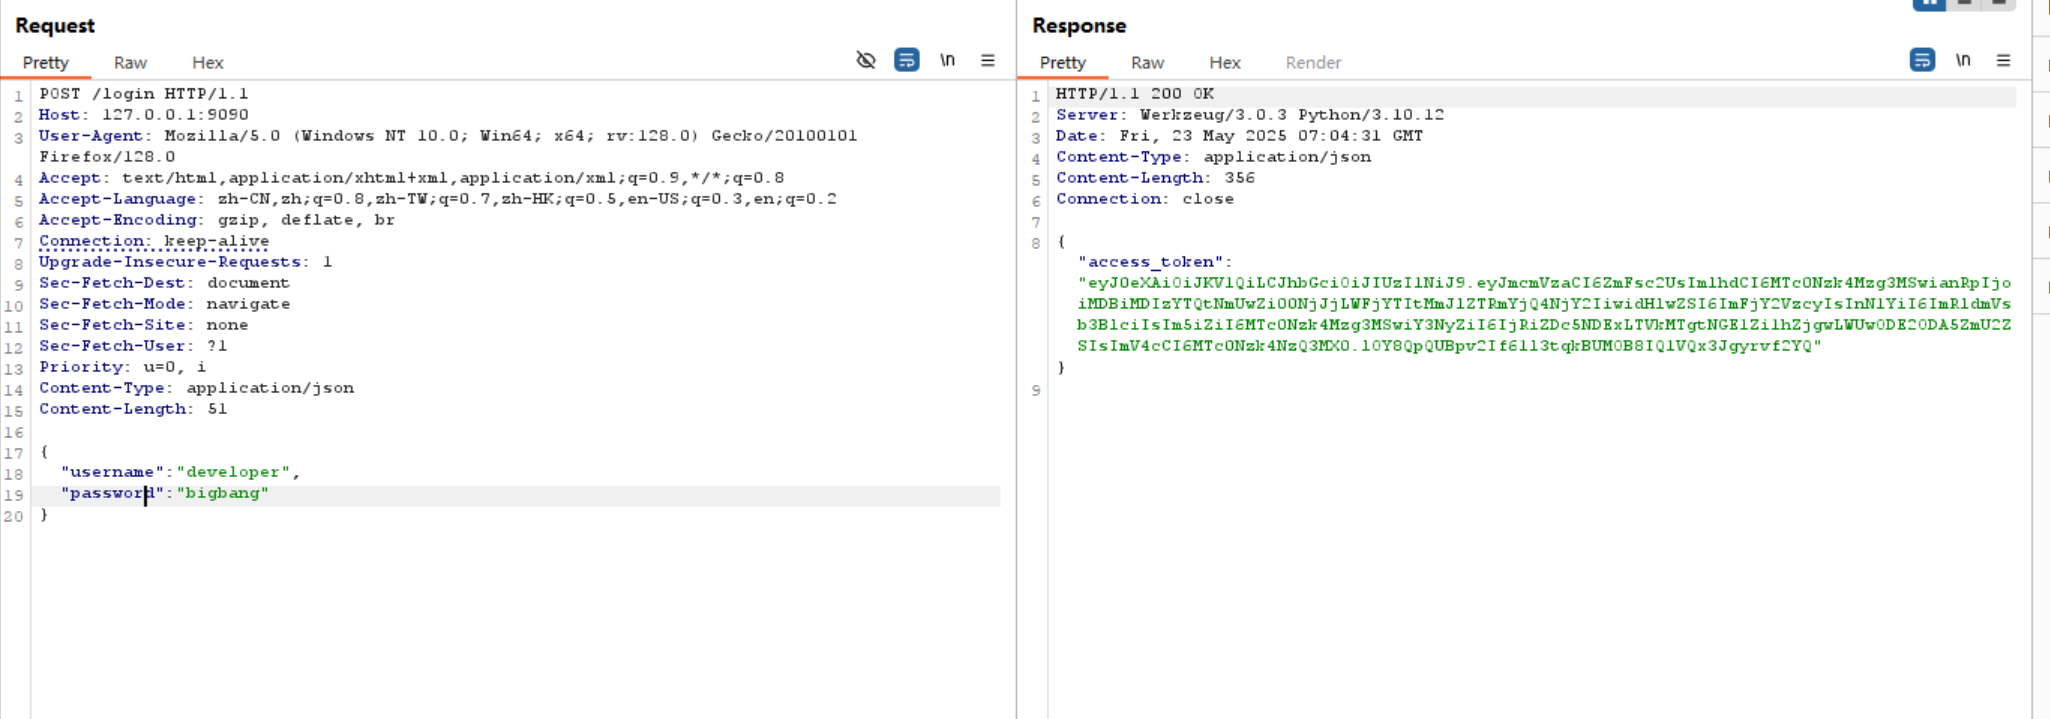 Request
Pretty Raw Hex
\n
1 POST /login HTTP/1.1
2 Host: 127.0.0.1:9090
3 User-Agent: Mozilla/5.0 (Windows NT 10.0; Win64; x64; rv:128.0) Gecko/20100101
Firefox/128.0
4 Accept: text/html,application/xhtml+xml,application/xml;q=0.9,*/*;q=0.8
5 Accept-Language: zh-CN,zh;q=0.8,zh-TW;q=0.7,zh-HK;q=0.5,en-US;q=0.3,en;q=0.2
6 Accept-Encoding: gzip, deflate, br
7 Connection: keep-alive
8 Upgrade-Insecure-Requests: 1
9 Sec-Fetch-Dest: document
10 Sec-Fetch-Mode: navigate
11 Sec-Fetch-Site: none
12 Sec-Fetch-User: ?1
13 Priority: u=0, i
14 Content-Type: application/json
15 Content-Length: 51
16
17 {
18 "username":"developer",
19 "password":"bigbang"
20 }
Response
Pretty Raw Hex Render
\n
1 HTTP/1.1 200 OK
2 Server: Werkzeug/3.0.3 Python/3.10.12
3 Date: Fri, 23 May 2025 07:04:31 GMT
4 Content-Type: application/json
5 Content-Length: 356
6 Connection: close
7
8 {
"access_token":
"eyJ0eXAiOiJKV1QiLCJhbGciOiJIUzI1NiJ9.eyJmcmVzaCI6ZmFsc2UsImlhdCI6MTc0Nzk4Mzg3MSwianRpIjo
iMDBiMDIzYTQtNmUwZi00NjJjLWFjYTItMmJlZTRmYjQ4NjY2IiwidHlwZSI6ImFjY2VzcyIsInN1YiI6ImRldmVs
b3BlciIsIm5iZiI6MTc0Nzk4Mzg3MSwiY3NyZiI6IjRiZDc5NDExLTVkMTgtNGE1Zi1hZjgwLWUwODE2ODA5ZmU2Z
SIsImV4cCI6MTc0Nzk4NzQ3MX0.10Y8QpQUBpv2If6113tqkBUM0B8IQ1VQx3Jgyrvf2YQ"
}
9